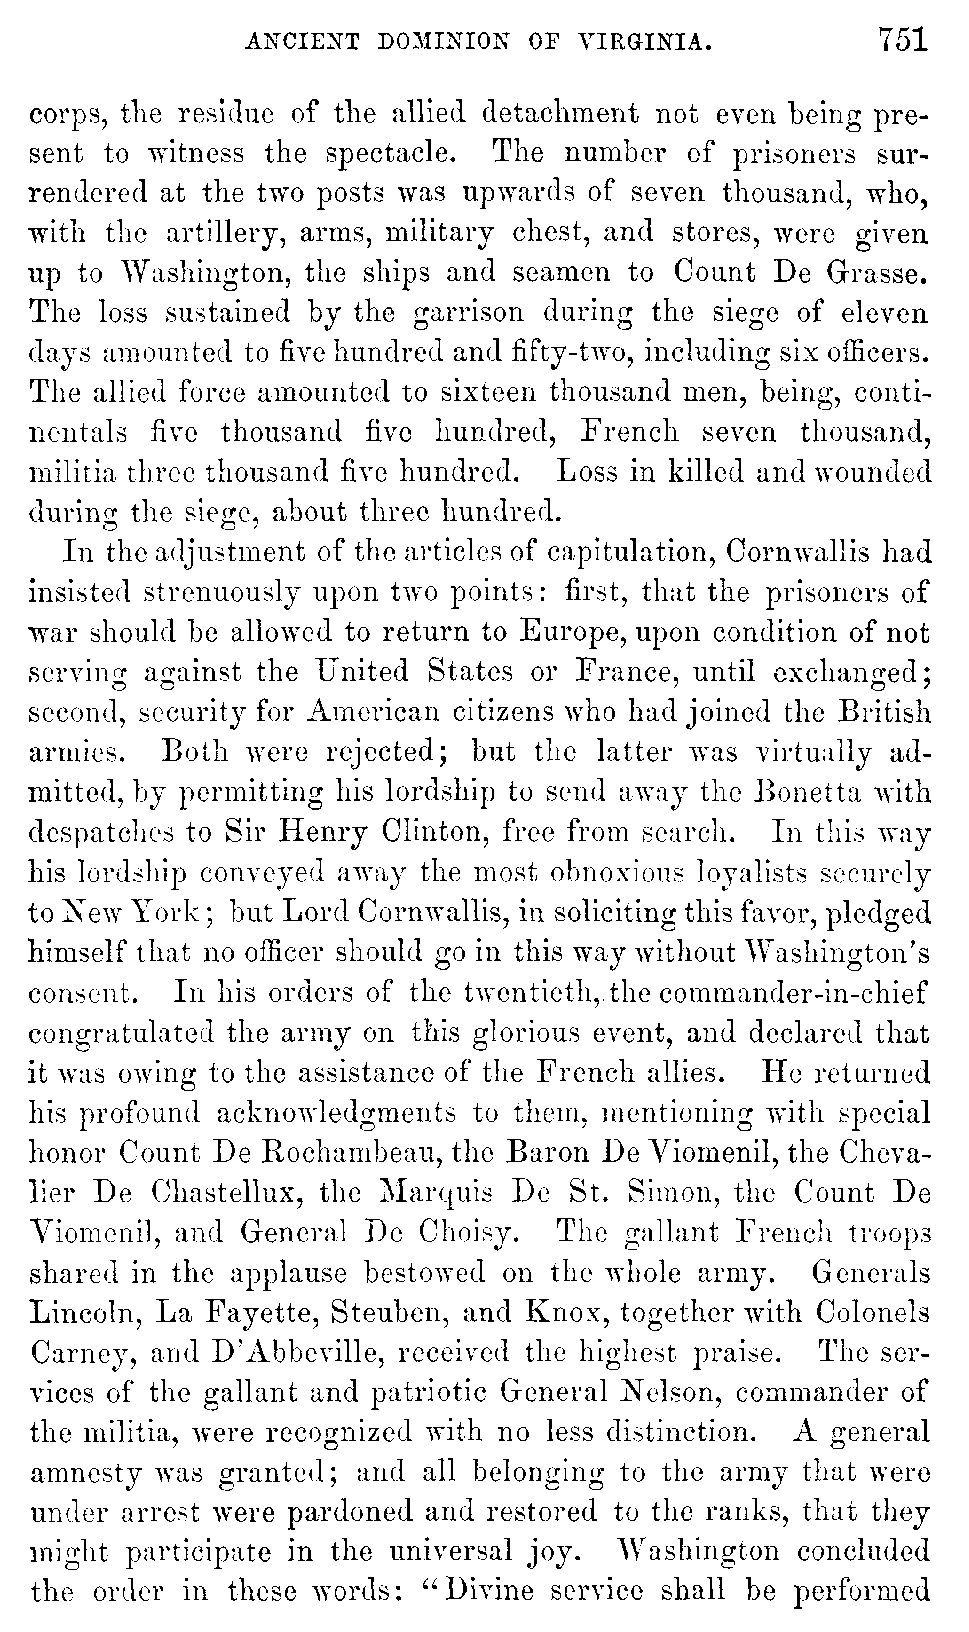 ANCIENT DOMINION OF VIRGINIA. 751
corps, the residue of the allied detachment not even being pre-
sent to witness the spectacle. The number of prisoners sur-
rendered at the two posts was upwards of seven thousand, who,
with the artillery, arms, military chest, and stores, were given
up to Washington, the ships and seamen to Count De Grasse.
The loss sustained by the garrison during the siege of eleven
days amounted to five hundred and fifty-two, including six officers.
The allied force amounted to sixteen thousand men, being, conti-
nentals five thousand five hundred, French seven thousand,
militia three thousand five hundred. Loss in killed and wounded
during the siege, about three hundred.
In the adjustment of the articles of capitulation, Cornwallis had
insisted strenuously upon two points: first, that the prisoners of
war should be allowed to return to Europe, upon condition of not
serving against the United States or France, until exchanged;
second, security for American citizens who had joined the British
armies. Both were rejected; but the latter was virtually ad-
mitted, by permitting his lordship to send away the Bonetta with
despatches to Sir Henry Clinton, free from search. In this way
his lordship conveyed away the most obnoxious loyalists securely
to New York; but Lord Cornwallis, in soliciting this favor, pledged
himself that no officer should go in this way without Washington's
consent. In his orders of the twentieth, the commander-in-chief
congratulated the army on this glorious event, and declared that
it was owing to the assistance of the French allies. He returned
his profound acknowledgments to them, mentioning with special
honor Count De Rochambeau, the Baron De Viomenil, the Cheva-
lier De Chastellux, the Marquis De St. Simon, the Count De
Viomenil, and General De Choisy. The gallant French troops
shared in the applause bestowed on the whole army. Generals
Lincoln, La Fayette, Steuben, and Knox, together with Colonels
Carney, and D'Abbeville, received the highest praise. The ser-
vices of the gallant and patriotic General Nelson, commander of
the militia, were recognized with no less distinction. A general
amnesty was granted; and all belonging to the army that were
under arrest were pardoned and restored to the ranks, that they
might participate in the universal joy. Washington concluded
the order in these words: "Divine service shall be performed